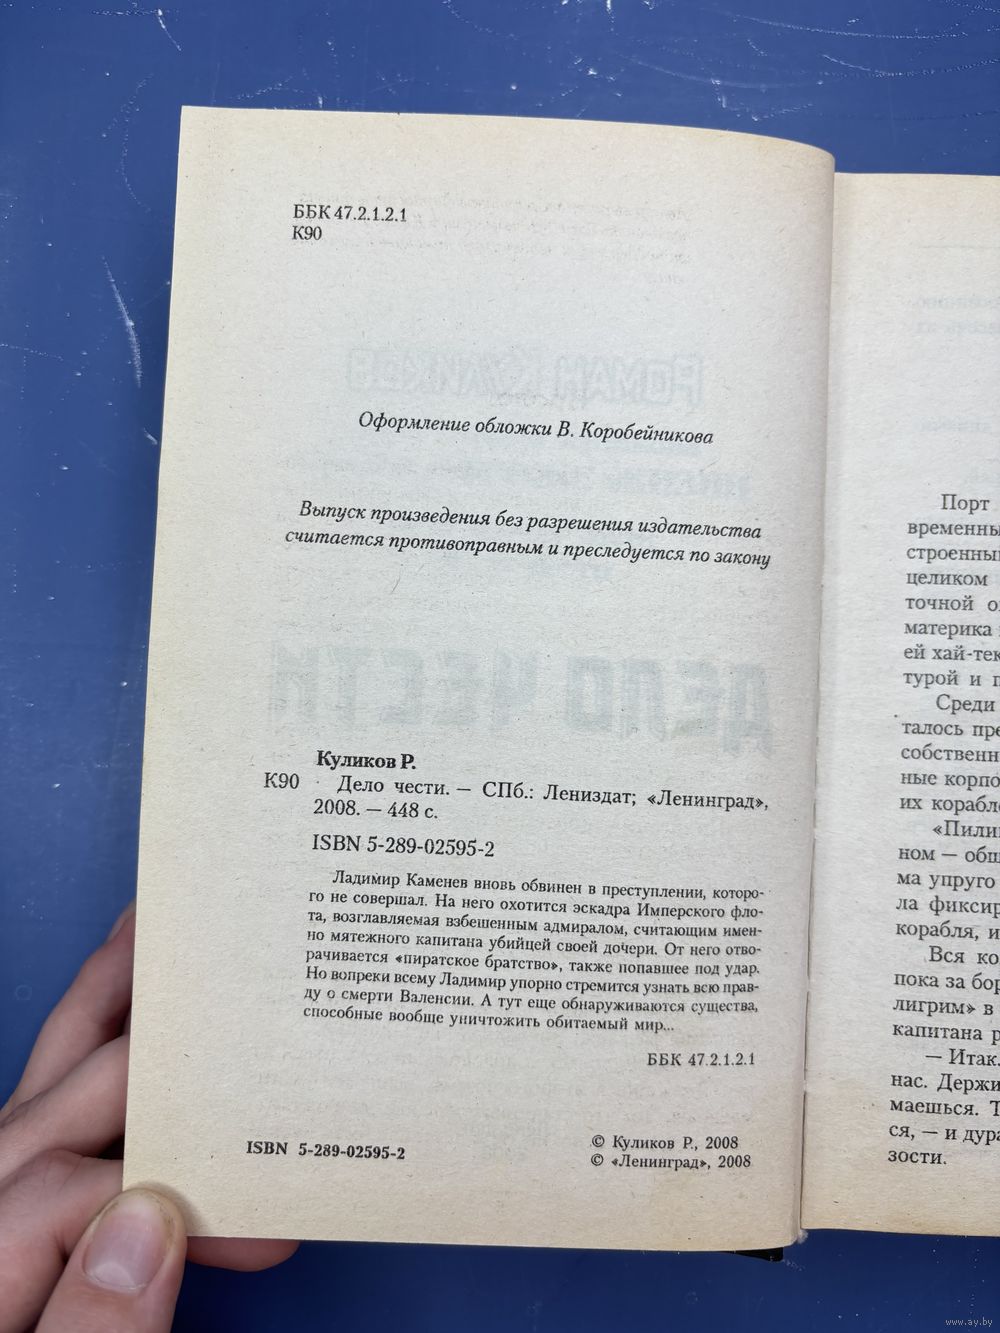 ББК 47.2.1.2.1
К90
Оформление обложки В. Коробейникова
Выпуск произведения без разрешения издательства
считается противоправным и преследуется по закону
Куликов Р.
К90 Дело чести. — СПб.: Лениздат; «Ленинград»,
2008. — 448 с.
ISBN 5-289-02595-2
Ладимир Каменев вновь обвинен в преступлении, которо-
го не совершал. На него охотится эскадра Имперского фло-
та, возглавляемая взбешенным адмиралом, считающим имен-
но мятежного капитана убийцей своей дочери. От него отво-
рачивается «пиратское братство», также попавшее под удар.
Но вопреки всему Ладимир упорно стремится узнать всю прав-
ду о смерти Валенсии. А тут еще обнаруживаются существа,
способные вообще уничтожить обитаемый мир...
ББК 47.2.1.2.1
ISBN 5-289-02595-2
© Куликов Р., 2008
© «Ленинград», 2008
Порт
временны
строенны
целиком
точной
материка
ей хай-тек
турой и п
Среди
талось пре
собственн
ные корпо
их корабле
«Пили
ном — общ
ма упруго
ла фиксир
корабля, и
Вся ко
пока за бор
лигрим» в
капитана р
— Итак.
нас. Держи
маешься. Т
ся, — и дура
зости.
www.ay.by